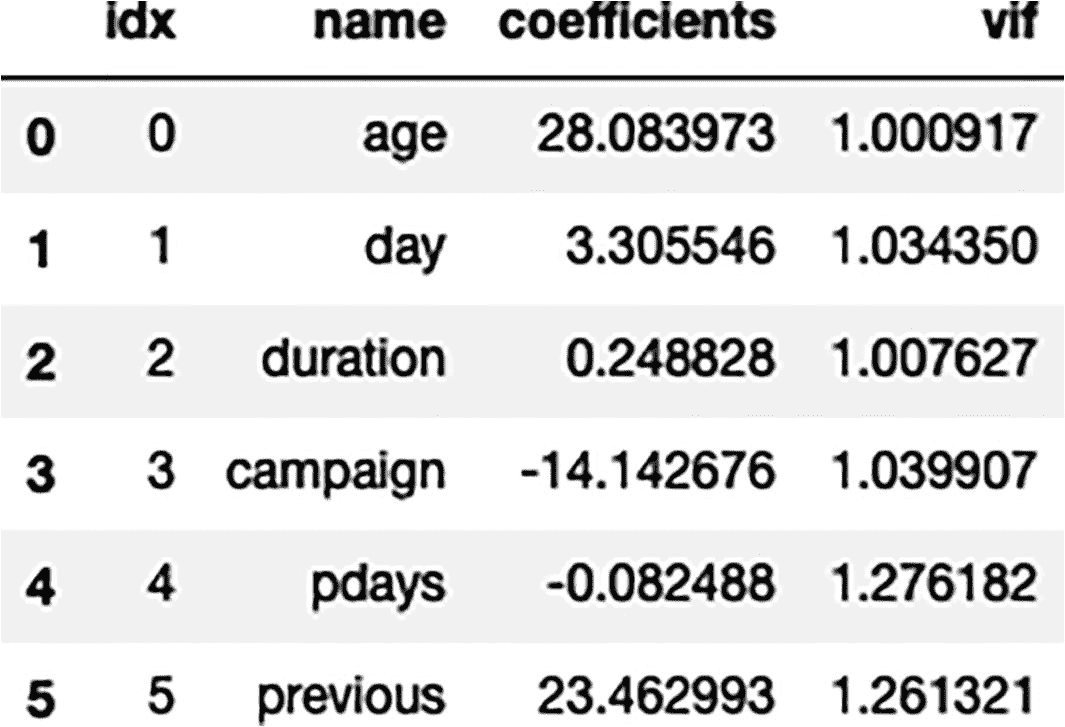 idx name coefficients vif
0 0 age 28.083973 1.000917
1 1 day 3.305546 1.034350
2 2 duration 0.248828 1.007627
3 3 campaign -14.142676 1.039907
4 4 pdays -0.082488 1.276182
5 5 previous 23.462993 1.261321